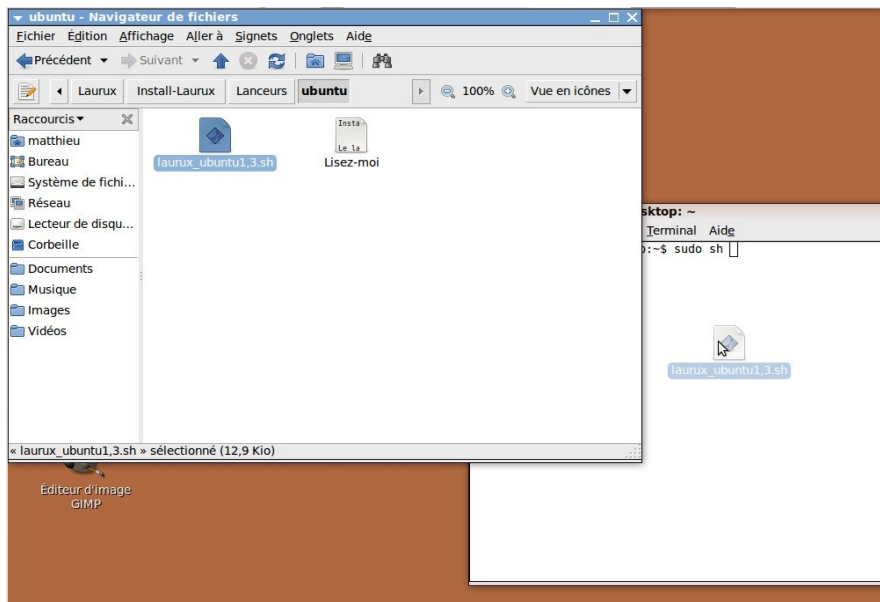 ubuntu - Navigateur de fichiers
Fichier Édition Affichage Aller à Signets Onglets Aide
Précédent Suivant
Laurux Install-Laurux Lanceurs ubuntu 100% Vue en icônes
Raccourcis
matthieu
Bureau
Système de fichi...
Réseau
Lecteur de disqu...
Corbeille
Documents
Musique
Images
Vidéos
laurux_ubuntu1,3.sh
Insta
Le la
Lisez-moi
« laurux_ubuntu1,3.sh » sélectionné (12,9 Kio)
sktop: ~
Terminal Aide
:~$ sudo sh
laurux_ubuntu1,3.sh
Éditeur d'image
GIMP